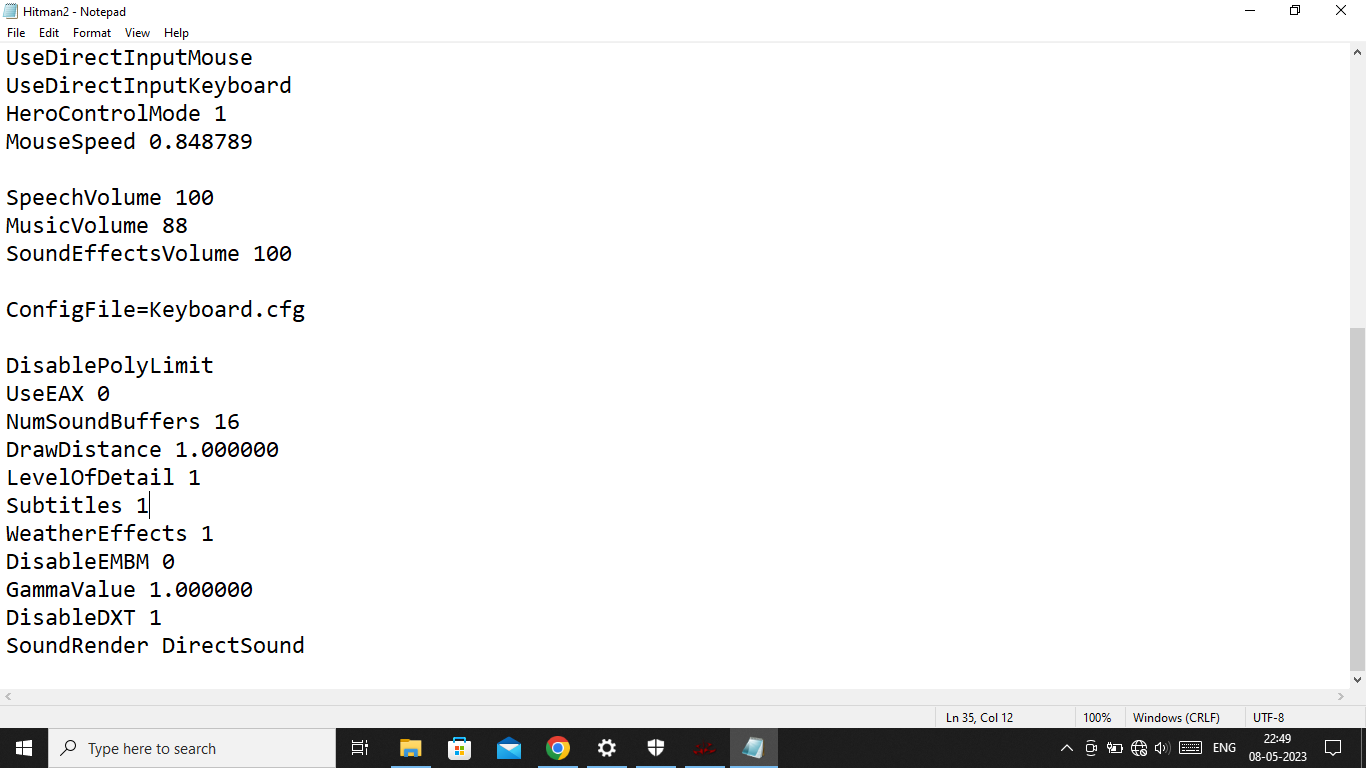 Hitman2 - Notepad
File Edit Format View Help
UseDirectInputMouse
UseDirectInputKeyboard
HeroControlMode 1
MouseSpeed 0.848789
SpeechVolume 100
MusicVolume 88
SoundEffectsVolume 100
ConfigFile=Keyboard.cfg
DisablePolyLimit
UseEAX 0
NumSoundBuffers 16
DrawDistance 1.000000
LevelOfDetail 1
Subtitles 1
WeatherEffects 1
DisableEMBM 0
GammaValue 1.000000
DisableDXT 1
SoundRender DirectSound
Ln 35, Col 12 100% Windows (CRLF) UTF-8
Type here to search
ENG
22:49
08-05-2023